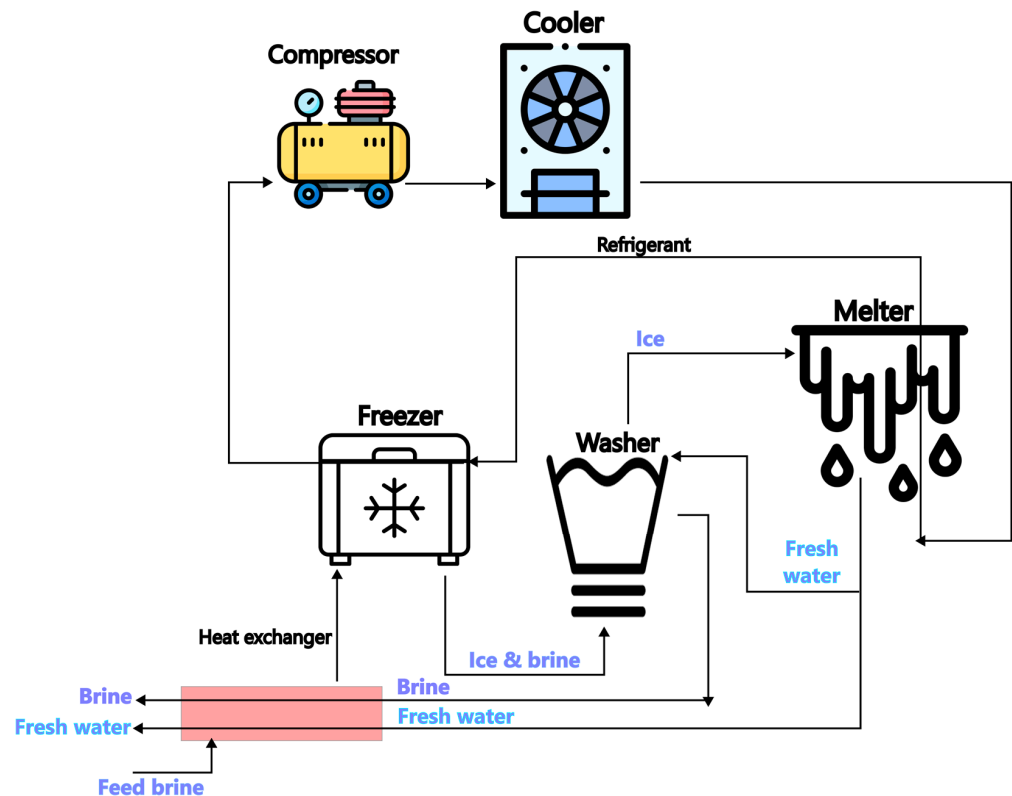 Cooler
Compressor
Refrigerant
Melter
Ice
Freezer
Washer
Fresh
water
Heat exchanger
Ice & brine
Brine
Brine
Fresh water
Fresh water
Feed brine